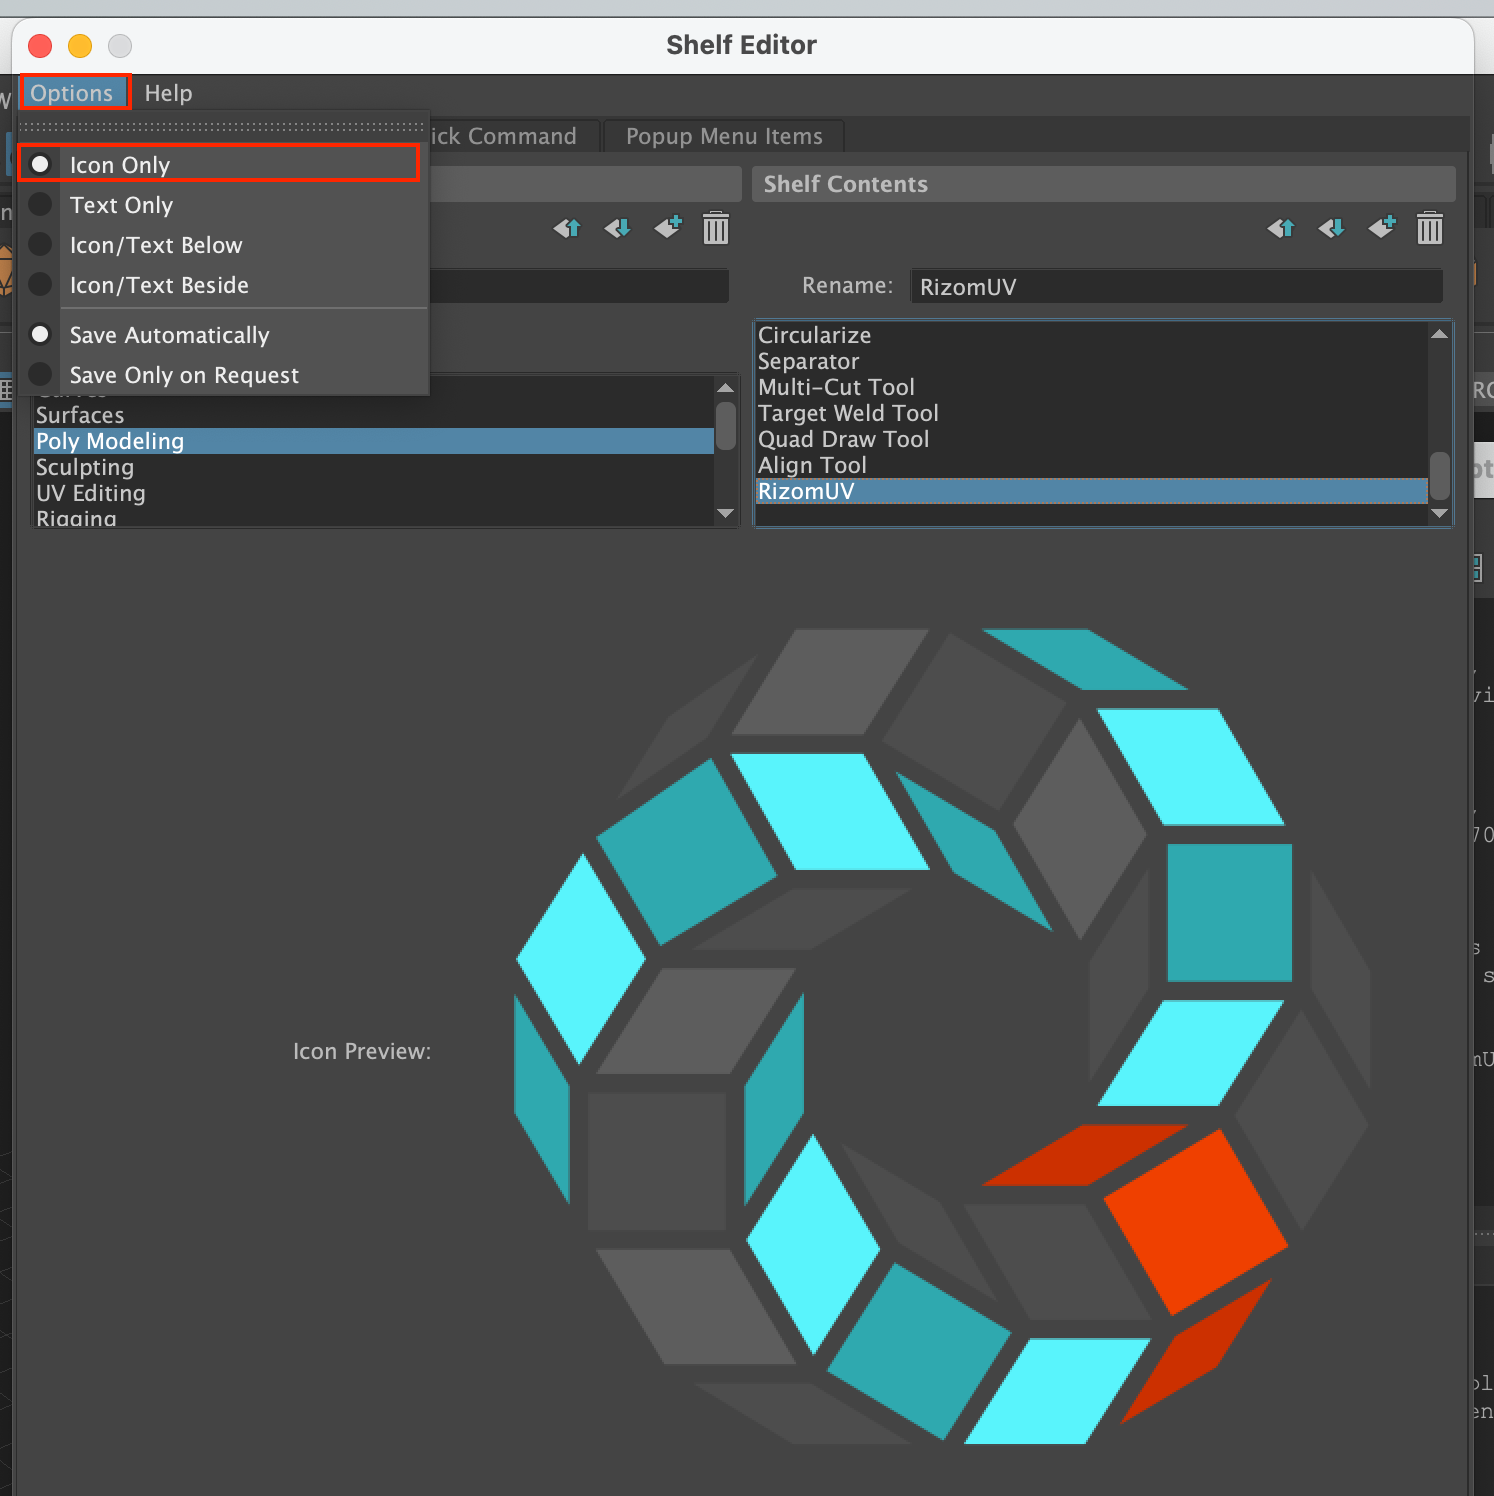 Shelf Editor
Options Help
ick Command Popup Menu Items
Icon Only
Text Only
Icon/Text Below
Icon/Text Beside
Save Automatically
Save Only on Request
Surfaces
Poly Modeling
Sculpting
UV Editing
Rigging
Shelf Contents
Rename: RizomUV
Circularize
Separator
Multi-Cut Tool
Target Weld Tool
Quad Draw Tool
Align Tool
RizomUV
Icon Preview: